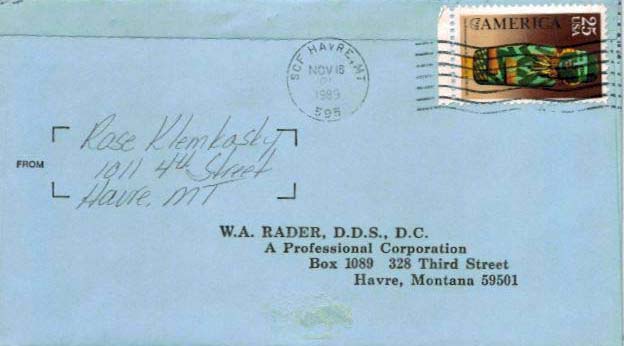 AMERICA
25
USA
SCF HAVRE, MT
NOV 16
1989
595
Rose Klemkosky
1011 4th Street
Havre, MT
FROM
W.A. RADER, D.D.S., D.C.
A Professional Corporation
Box 1089 328 Third Street
Havre, Montana 59501